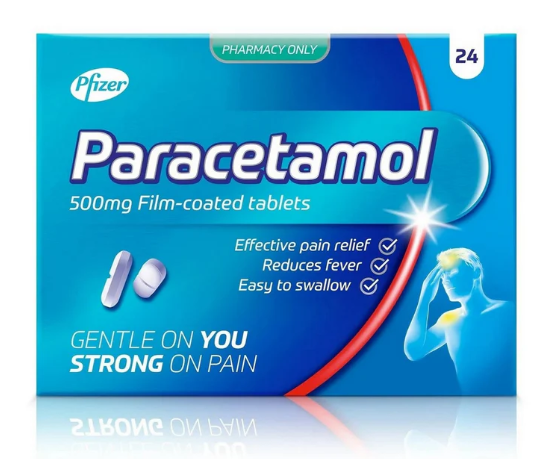 PHARMACY ONLY
24
Pfizer
Paracetamol
500mg Film-coated tablets
Effective pain relief
Reduces fever
Easy to swallow
GENTLE ON YOU
STRONG ON PAIN